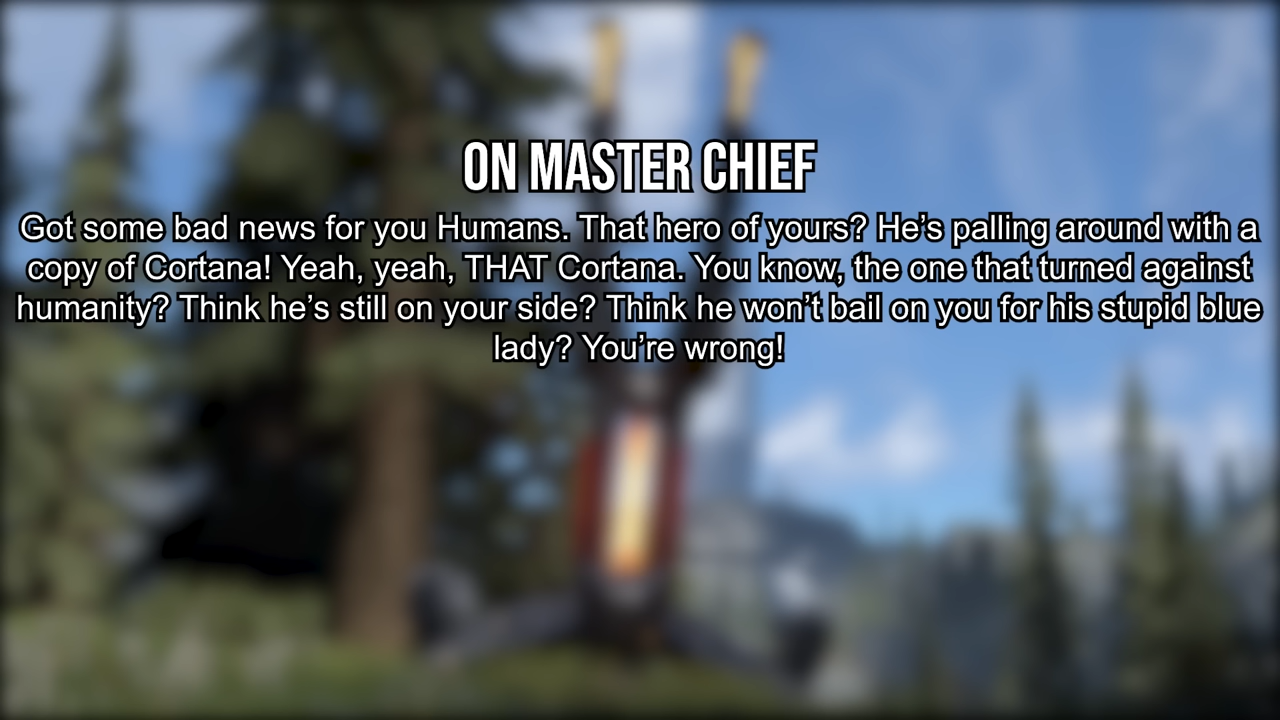 ON MASTER CHIEF
Got some bad news for you Humans. That hero of yours? He’s palling around with a
copy of Cortana! Yeah, yeah, THAT Cortana. You know, the one that turned against
humanity? Think he’s still on your side? Think he won’t bail on you for his stupid blue
lady? You’re wrong!